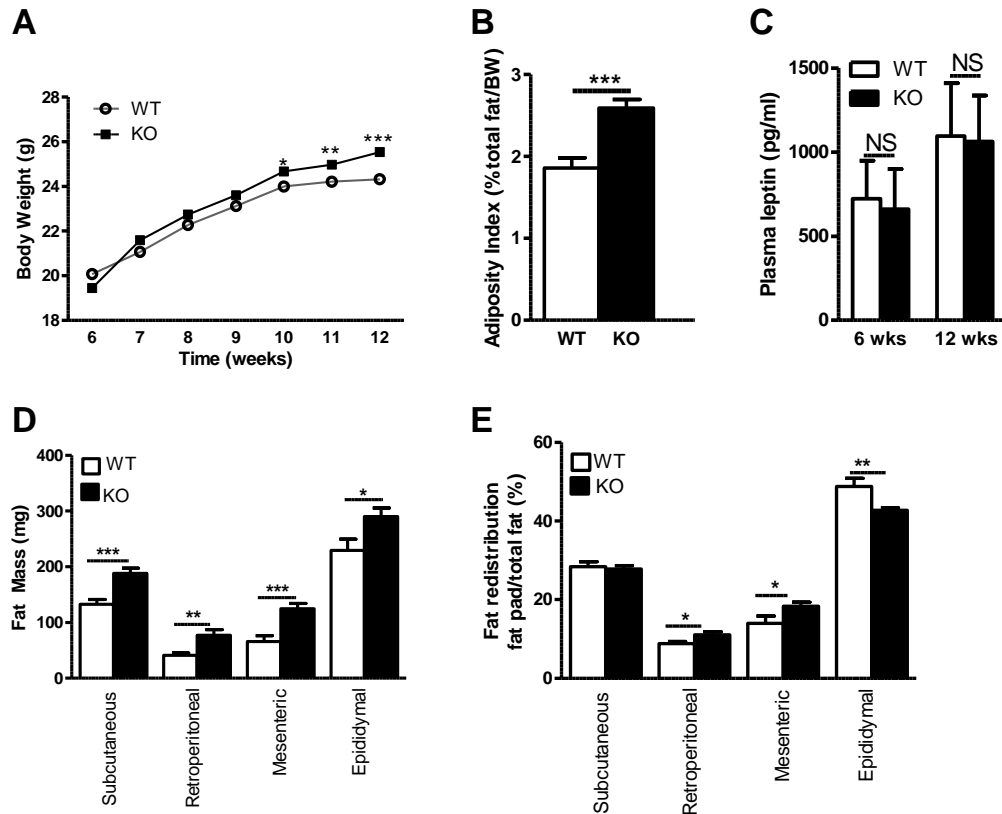 A
Body Weight (g)
28
26
24
22
20
18
WT
KO
*
**
***
6 7 8 9 10 11 12
Time (weeks)
B
Adiposity Index (%total fat/BW)
3
2
1
0
***
WT KO
C
Plasma leptin (pg/ml)
1500
1000
500
0
WT
KO
NS
NS
6 wks 12 wks
D
Fat Mass (mg)
400
300
200
100
0
WT
KO
***
**
***
*
Subcutaneous
Retroperitoneal
Mesenteric
Epididymal
E
Fat redistribution
fat pad/total fat (%)
60
40
20
0
WT
KO
*
*
**
Subcutaneous
Retroperitoneal
Mesenteric
Epididymal